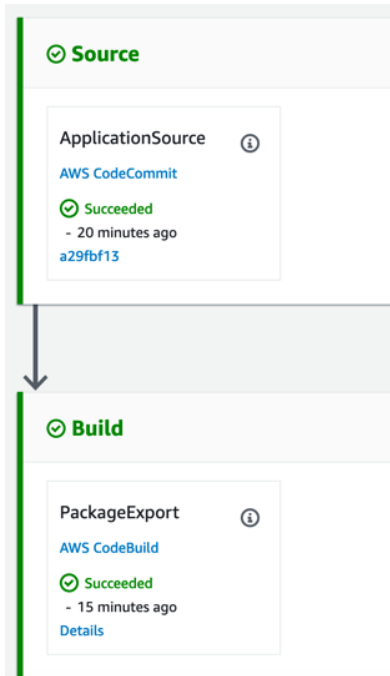 Source
ApplicationSource
AWS CodeCommit
Succeeded
- 20 minutes ago
a29fbf13
Build
PackageExport
AWS CodeBuild
Succeeded
- 15 minutes ago
Details